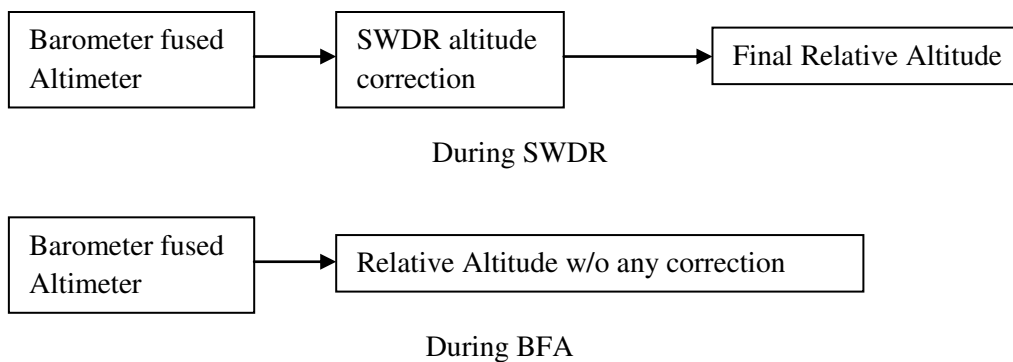 Barometer fused
Altimeter
SWDR altitude
correction
Final Relative Altitude
During SWDR
Barometer fused
Altimeter
Relative Altitude w/o any correction
During BFA